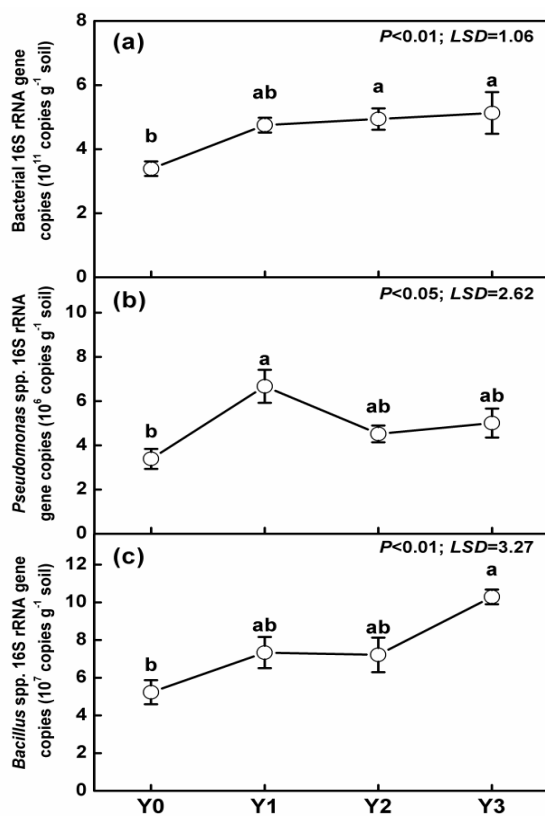 (a)
P<0.01; LSD=1.06
Bacterial 16S rRNA gene
copies (10¹¹ copies g⁻¹ soil)
8
6
4
2
0
b
ab
a
a
(b)
P<0.05; LSD=2.62
Pseudomonas spp. 16S rRNA
gene copies (10⁶ copies g⁻¹ soil)
10
8
6
4
2
0
b
a
ab
ab
(c)
P<0.01; LSD=3.27
Bacillus spp. 16S rRNA gene
copies (10⁷ copies g⁻¹ soil)
12
10
8
6
4
2
0
b
ab
ab
a
Y0 Y1 Y2 Y3